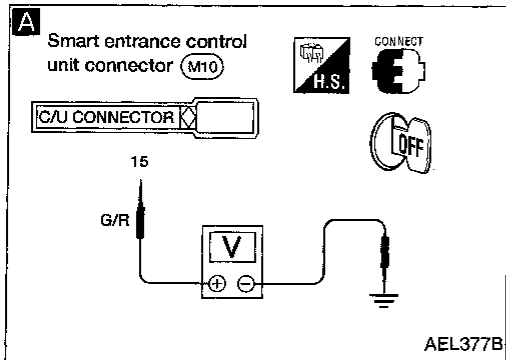 A
Smart entrance control
unit connector (M10)
CONNECT
H.S.
C/U CONNECTOR
OFF
15
G/R
V
+ −
AEL377B